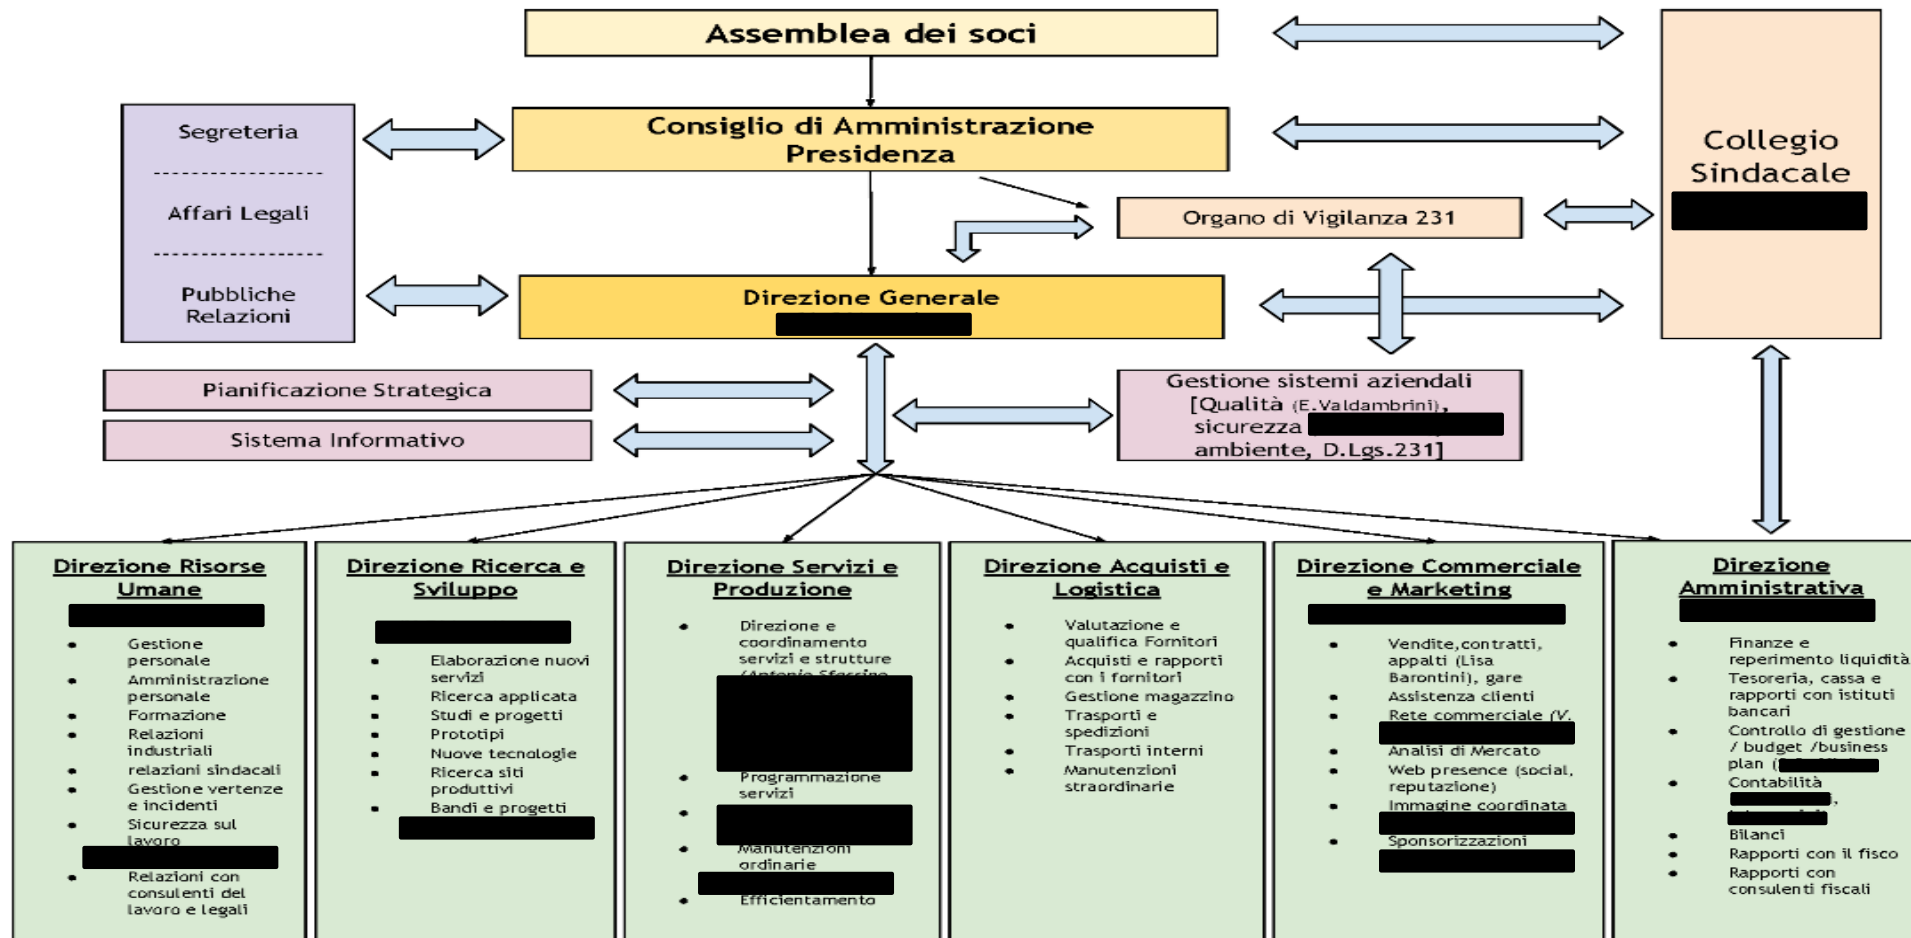 Assemblea dei soci
Consiglio di Amministrazione
Presidenza
Segreteria
Affari Legali
Pubbliche
Relazioni
Collegio
Sindacale
Organo di Vigilanza 231
Direzione Generale
Pianificazione Strategica
Sistema Informativo
Gestione sistemi aziendali
[Qualità (E.Valdambrini),
sicurezza
ambiente, D.Lgs.231]
Direzione Risorse
Umane
• Gestione
personale
• Amministrazione
personale
• Formazione
• Relazioni
industriali
• relazioni sindacali
• Gestione vertenze
e incidenti
• Sicurezza sul
lavoro
• Relazioni con
consulenti del
lavoro e legali
Direzione Ricerca e
Sviluppo
• Elaborazione nuovi
servizi
• Ricerca applicata
• Studi e progetti
• Prototipi
• Nuove tecnologie
• Ricerca siti
produttivi
• Bandi e progetti
Direzione Servizi e
Produzione
• Direzione e
coordinamento
servizi e strutture
• Programmazione
servizi
•
• Manutenzioni
ordinarie
• Efficientamento
Direzione Acquisti e
Logistica
• Valutazione e
qualifica Fornitori
• Acquisti e rapporti
con i fornitori
• Gestione magazzino
• Trasporti e
spedizioni
• Trasporti interni
• Manutenzioni
straordinarie
Direzione Commerciale
e Marketing
• Vendite,contratti,
appalti (Lisa
Barontini), gare
• Assistenza clienti
• Rete commerciale (V.
• Analisi di Mercato
• Web presence (social,
reputazione)
• Immagine coordinata
• Sponsorizzazioni
Direzione
Amministrativa
• Finanze e
reperimento liquidità
• Tesoreria, cassa e
rapporti con istituti
bancari
• Controllo di gestione
/ budget /business
plan (
• Contabilità
• Bilanci
• Rapporti con il fisco
• Rapporti con
consulenti fiscali